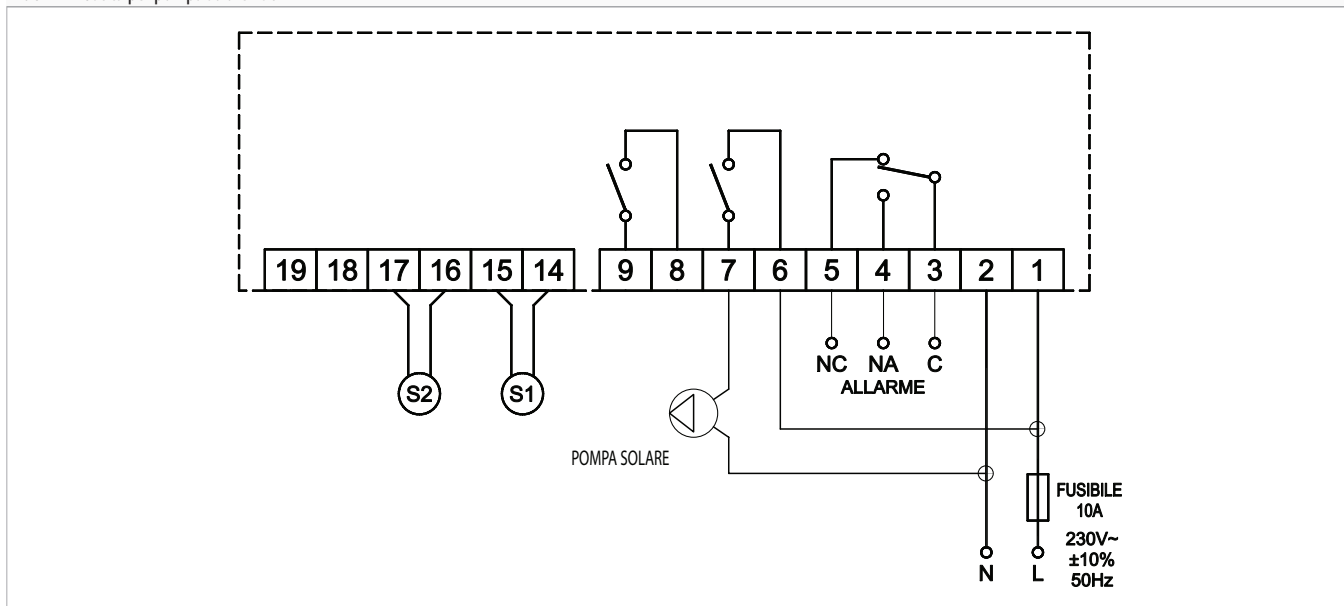 19 18 17 16 15 14 9 8 7 6 5 4 3 2 1
NC NA C
ALLARME
S2 S1
POMPA SOLARE
FUSIBILE
10A
230V~
±10%
50Hz
N L